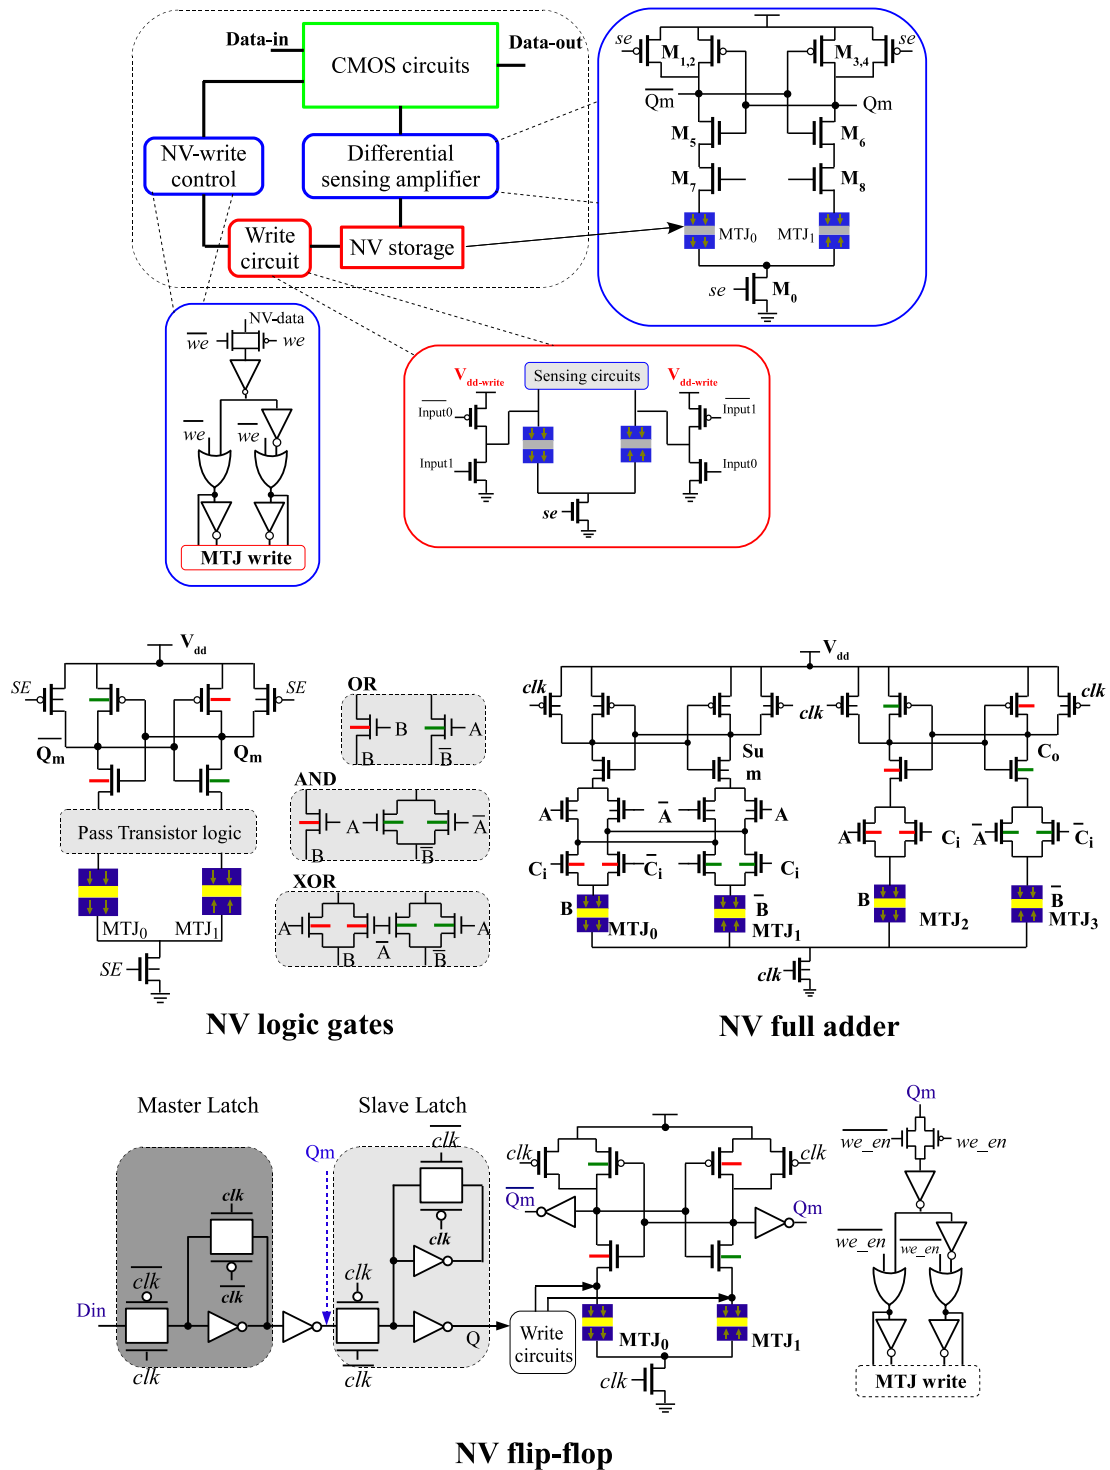 Data-in
CMOS circuits
Data-out
NV-write
control
Differential
sensing amplifier
Write
circuit
NV storage
se
M1,2
M3,4
se
Qm
Qm
M5
M6
M7
M8
MTJ0
MTJ1
se
M0
NV-data
we
we
we
we
MTJ write
Vdd-write
Sensing circuits
Vdd-write
Input0
Input1
Input1
Input0
se
Vdd
SE
SE
Qm
Qm
Pass Transistor logic
MTJ0
MTJ1
SE
OR
B
A
B
B
AND
A
A
B
B
XOR
A
A
A
B
B
NV logic gates
Vdd
clk
clk
clk
Su
m
Co
A
A
A
A
Ci
A
Ci
Ci
Ci
Ci
B
MTJ0
B
MTJ1
B
MTJ2
B
MTJ3
clk
NV full adder
Master Latch
Slave Latch
clk
Qm
clk
clk
clk
clk
clk
Din
clk
clk
Q
Write
circuits
clk
clk
Qm
Qm
MTJ0
MTJ1
clk
Qm
we_en
we_en
we_en
we_en
MTJ write
NV flip-flop